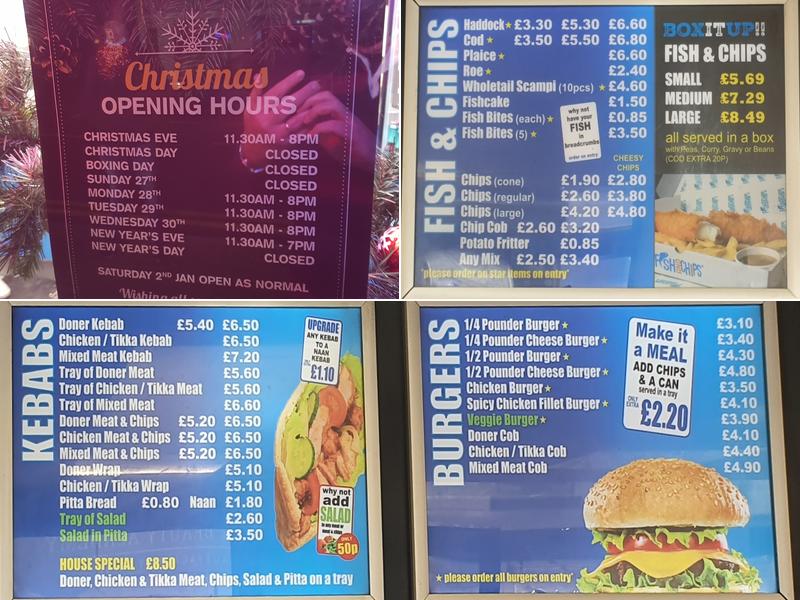 Christmas
OPENING HOURS
CHRISTMAS EVE 11.30AM - 8PM
CHRISTMAS DAY CLOSED
BOXING DAY CLOSED
SUNDAY 27TH CLOSED
MONDAY 28TH 11.30AM - 8PM
TUESDAY 29TH 11.30AM - 8PM
WEDNESDAY 30TH 11.30AM - 8PM
NEW YEAR'S EVE 11.30AM - 7PM
NEW YEAR'S DAY CLOSED
SATURDAY 2ND JAN OPEN AS NORMAL
Wishing all
FISH & CHIPS
Haddock★ £3.30 £5.30 £6.60
Cod ★ £3.50 £5.50 £6.80
Plaice★ £6.60
Roe★ £2.40
Wholetail Scampi (10pcs) ★ £4.60
Fishcake £1.50
Fish Bites (each)★ £0.85
Fish Bites (5) ★ £3.50
why not
have your
FISH
in
breadcrumbs
order on entry
CHEESY
CHIPS
Chips (cone) £1.90 £2.80
Chips (regular) £2.60 £3.80
Chips (large) £4.20 £4.80
Chip Cob £2.60 £3.20
Potato Fritter £0.85
Any Mix £2.50 £3.40
*please order on star items on entry*
BOXITUP!!
FISH & CHIPS
SMALL £5.69
MEDIUM £7.29
LARGE £8.49
all served in a box
with Peas, Curry, Gravy or Beans
(COD EXTRA 20P)
FISH & CHIPS
KEBABS
Doner Kebab £5.40 £6.50
Chicken / Tikka Kebab £6.50
Mixed Meat Kebab £7.20
Tray of Doner Meat £5.60
Tray of Chicken / Tikka Meat £5.60
Tray of Mixed Meat £6.60
Doner Meat & Chips £5.20 £6.50
Chicken Meat & Chips £5.20 £6.50
Mixed Meat & Chips £5.20 £6.50
Doner Wrap £5.10
Chicken / Tikka Wrap £5.10
Pitta Bread £0.80 Naan £1.80
Tray of Salad £2.60
Salad in Pitta £3.50
HOUSE SPECIAL £8.50
Doner, Chicken & Tikka Meat, Chips, Salad & Pitta on a tray
UPGRADE
ANY KEBAB
TO A
NAAN
KEBAB
£1.10
why not
add
SALAD
to any meat or
meat & chips
ONLY
50p
BURGERS
1/4 Pounder Burger ★ £3.10
1/4 Pounder Cheese Burger ★ £3.40
1/2 Pounder Burger ★ £4.30
1/2 Pounder Cheese Burger ★ £4.80
Chicken Burger ★ £3.50
Spicy Chicken Fillet Burger ★ £4.10
Veggie Burger ★ £3.90
Doner Cob £4.10
Chicken / Tikka Cob £4.40
Mixed Meat Cob £4.90
Make it
a MEAL
ADD CHIPS
& A CAN
served in a tray
ONLY
EXTRA
£2.20
★ please order all burgers on entry*